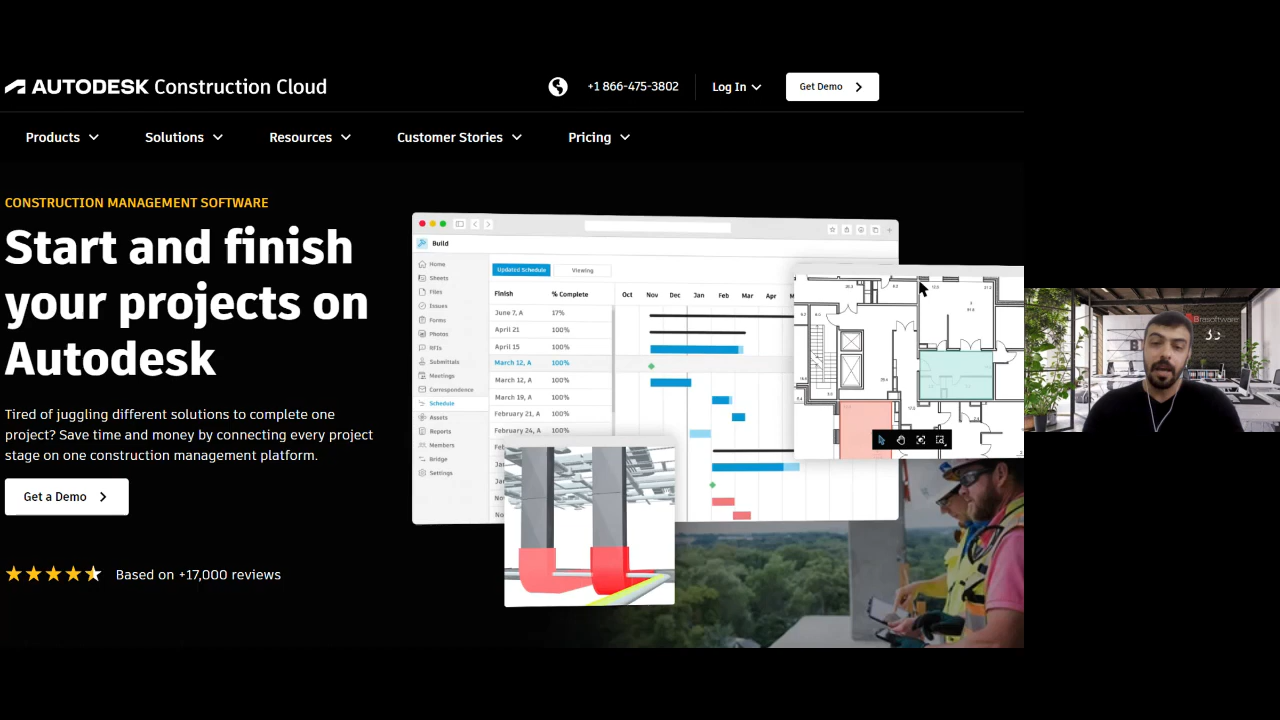 AUTODESK Construction Cloud
+1 866-475-3802
Log In
Get Demo
Products
Solutions
Resources
Customer Stories
Pricing
CONSTRUCTION MANAGEMENT SOFTWARE
Start and finish
your projects on
Autodesk
Tired of juggling different solutions to complete one
project? Save time and money by connecting every project
stage on one construction management platform.
Get a Demo
Based on +17,000 reviews
Build
Home
Sheets
Files
Issues
Forms
Photos
RFIs
Submittals
Meetings
Correspondence
Schedule
Assets
Reports
Members
Bridge
Settings
Updated Schedule
Viewing
Finish % Complete Oct Nov Dec Jan Feb Mar Apr
June 7, A 17%
April 21 100%
April 15 100%
March 12, A 100%
March 12, A 100%
March 19, A 100%
February 21, A 100%
February 24, A 100%
Brasoftware